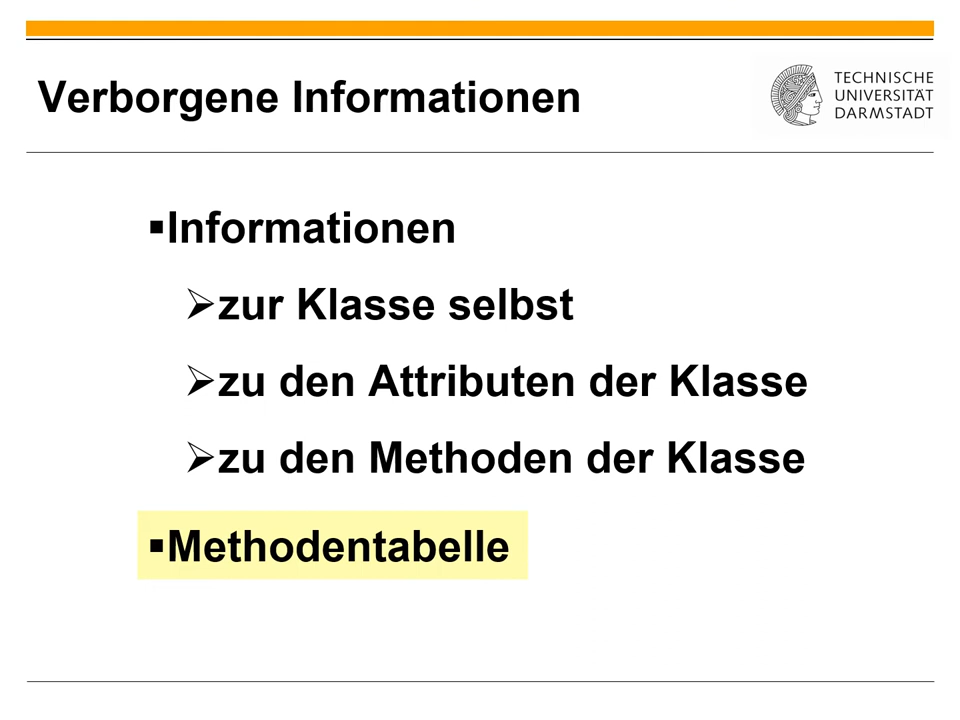 Verborgene Informationen
TECHNISCHE
UNIVERSITÄT
DARMSTADT
▪Informationen
➢zur Klasse selbst
➢zu den Attributen der Klasse
➢zu den Methoden der Klasse
▪Methodentabelle